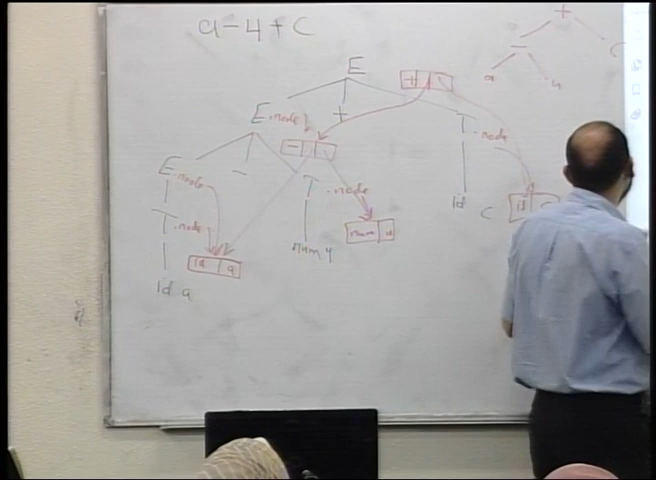 a - 4 + C
+
-
C
a
4
E
+
E .node
+
T .node
-
E .node
-
T .node
id
C
id
T .node
num
num 4
id a
id a